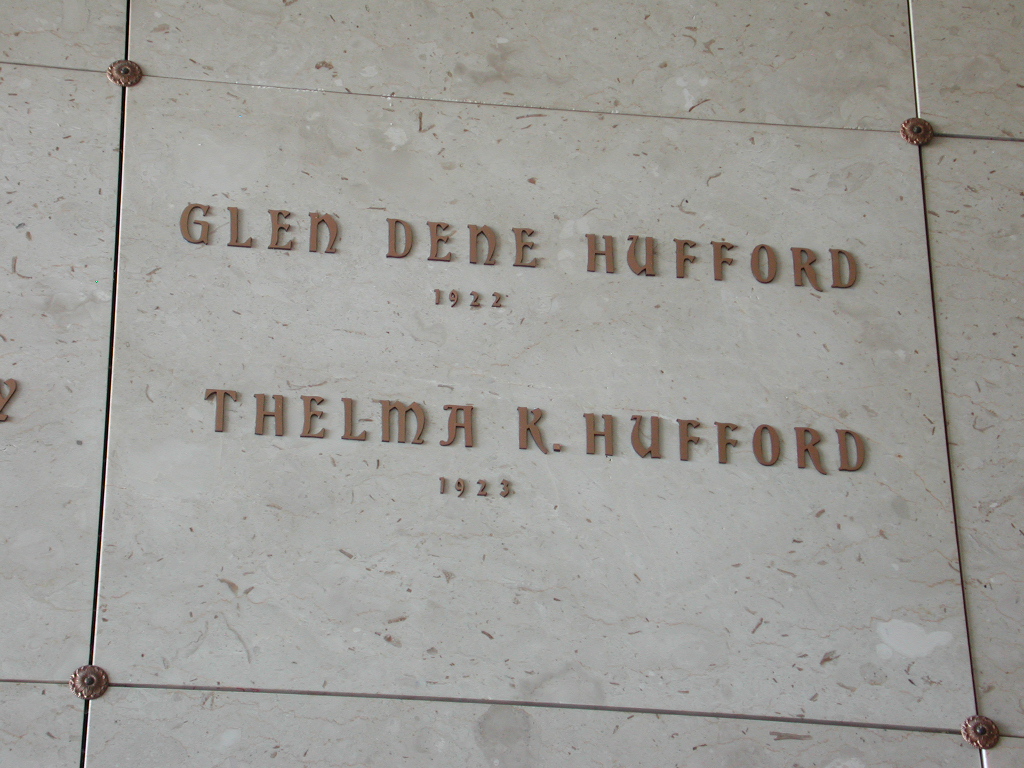 GLEN DENE HUFFORD
1922
THELMA K. HUFFORD
1923
y